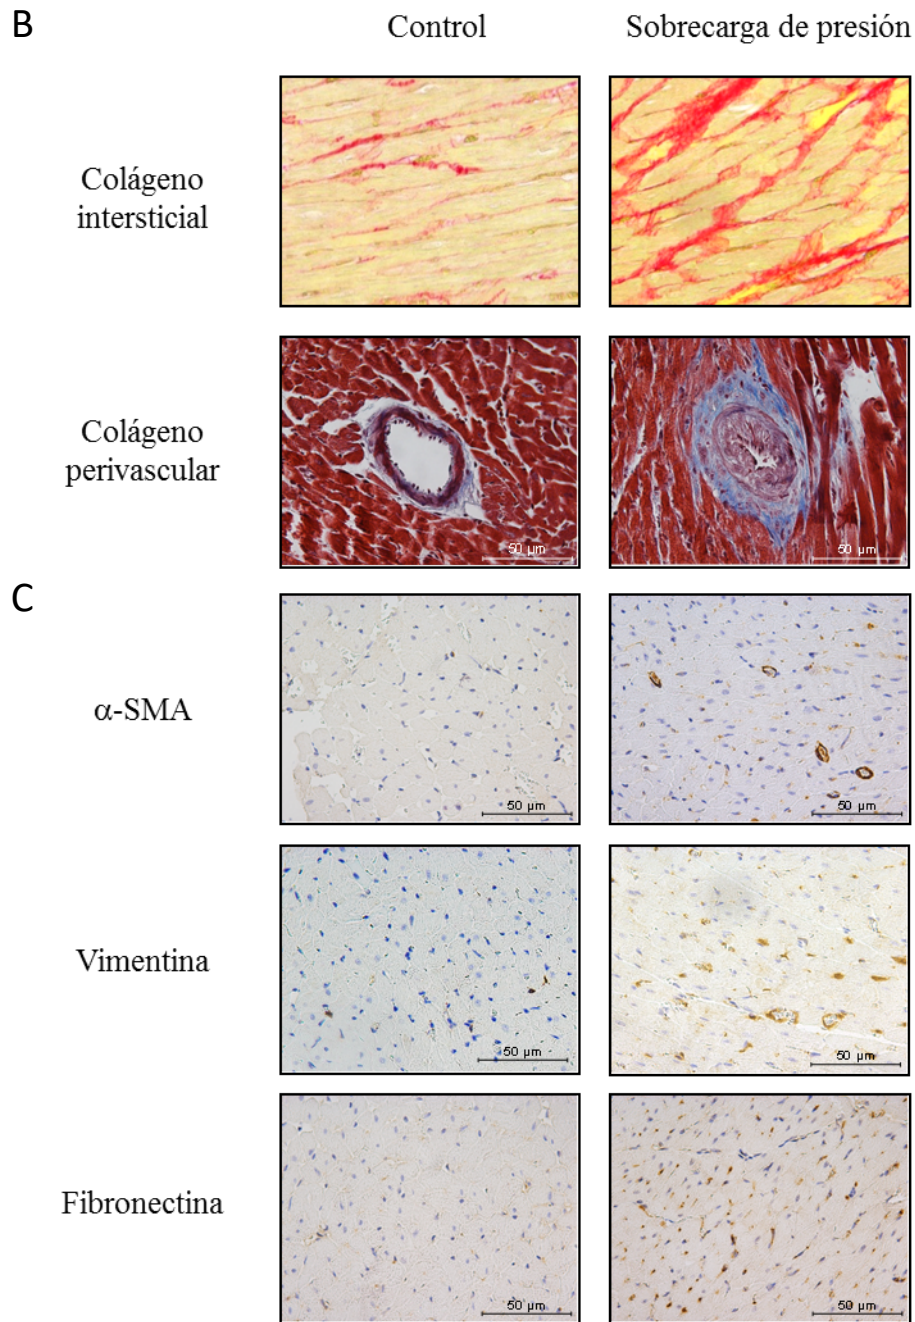 B
Control
Sobrecarga de presión
Colágeno
intersticial
Colágeno
perivascular
50 µm
50 µm
C
α-SMA
50 µm
50 µm
Vimentina
50 µm
50 µm
Fibronectina
50 µm
50 µm